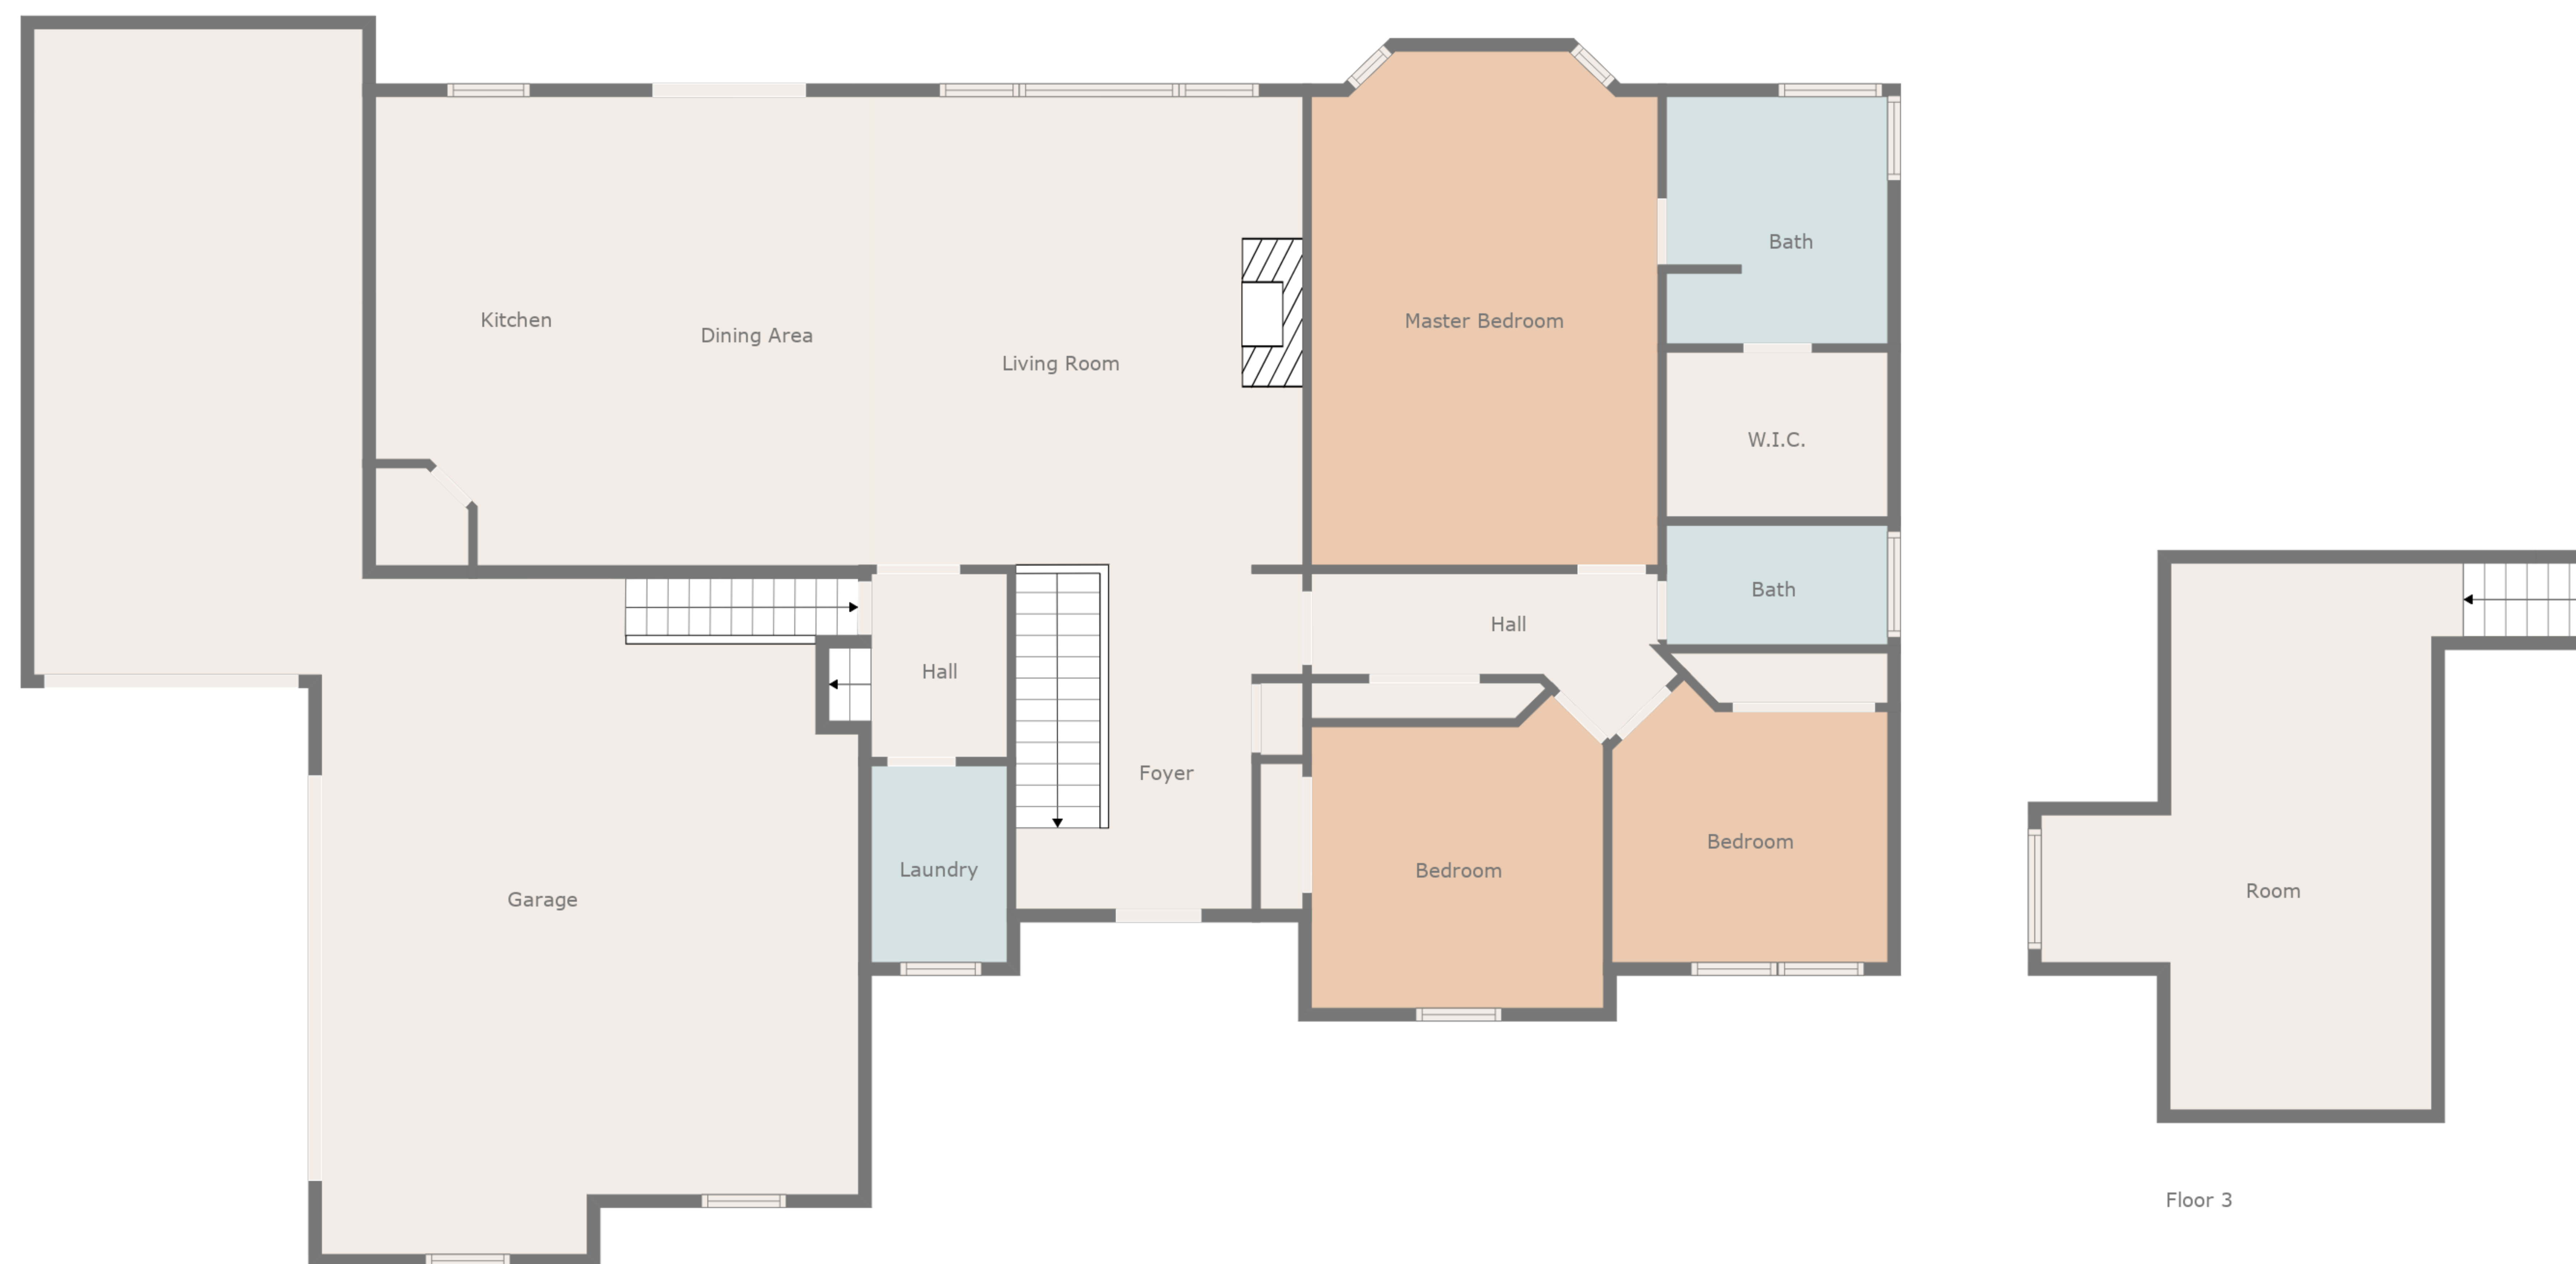 Bath
Kitchen
Dining Area
Living Room
Master Bedroom
W.I.C.
Bath
Hall
Hall
Foyer
Laundry
Garage
Bedroom
Bedroom
Room
Floor 3